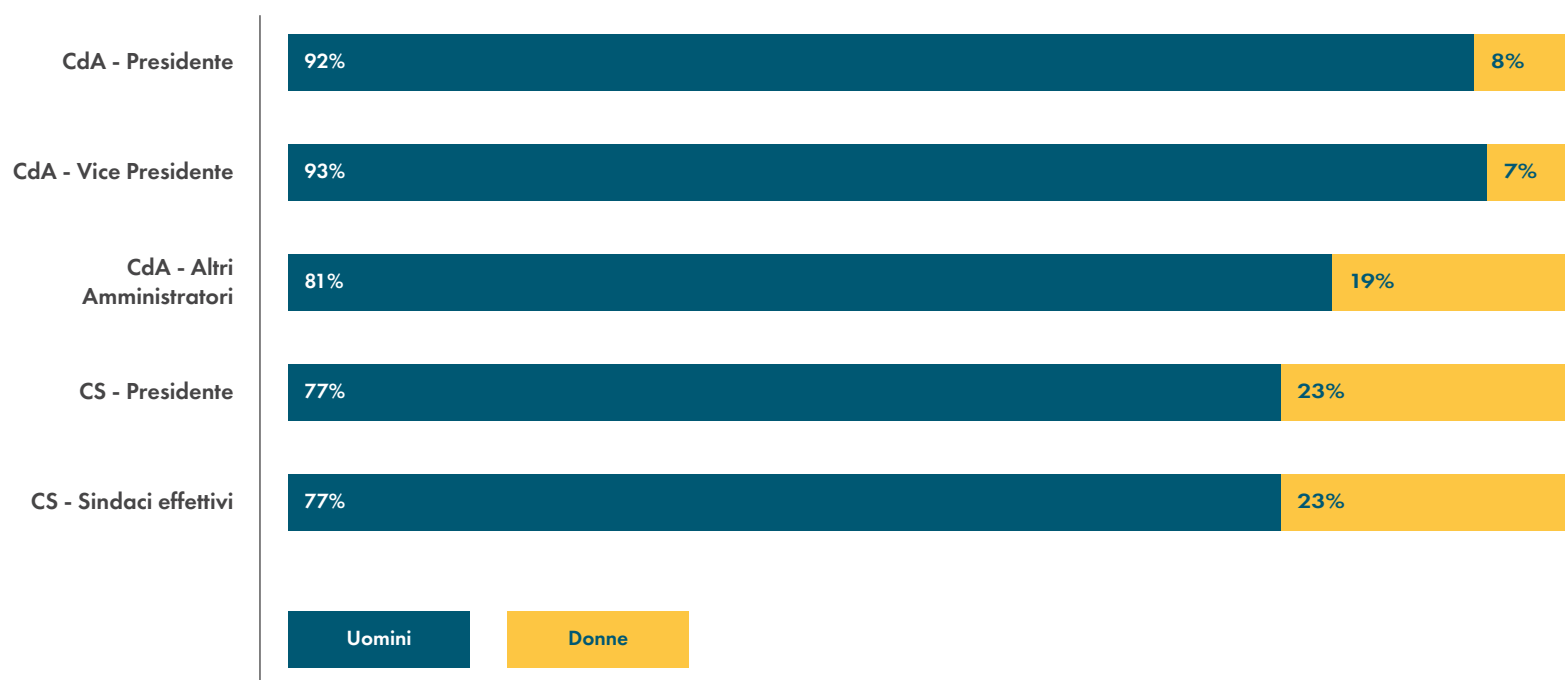 CdA - Presidente
92%
8%
CdA - Vice Presidente
93%
7%
CdA - Altri
Amministratori
81%
19%
CS - Presidente
77%
23%
CS - Sindaci effettivi
77%
23%
Uomini
Donne